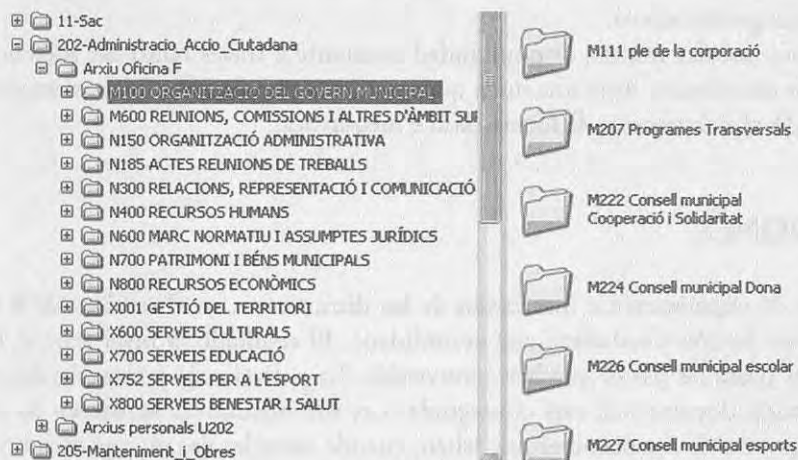 11-Sac
202-Administracio_Accio_Ciutadana
Arxiu Oficina F
M100 ORGANITZACIÓ DEL GOVERN MUNICIPAL
M600 REUNIONS, COMISSIONS I ALTRES D'ÀMBIT SUP
N150 ORGANITZACIÓ ADMINISTRATIVA
N185 ACTES REUNIONS DE TREBALLS
N300 RELACIONS, REPRESENTACIÓ I COMUNICACIÓ
N400 RECURSOS HUMANS
N600 MARC NORMATIU I ASSUMPTES JURÍDICS
N700 PATRIMONI I BÉNS MUNICIPALS
N800 RECURSOS ECONÒMICS
X001 GESTIÓ DEL TERRITORI
X600 SERVEIS CULTURALS
X700 SERVEIS EDUCACIÓ
X752 SERVEIS PER A L'ESPORT
X800 SERVEIS BENESTAR I SALUT
Arxius personals U202
205-Manteniment_i_Obres
M111 ple de la corporació
M207 Programes Transversals
M222 Consell municipal
Cooperació i Solidaritat
M224 Consell municipal Dona
M226 Consell municipal escolar
M227 Consell municipal esports